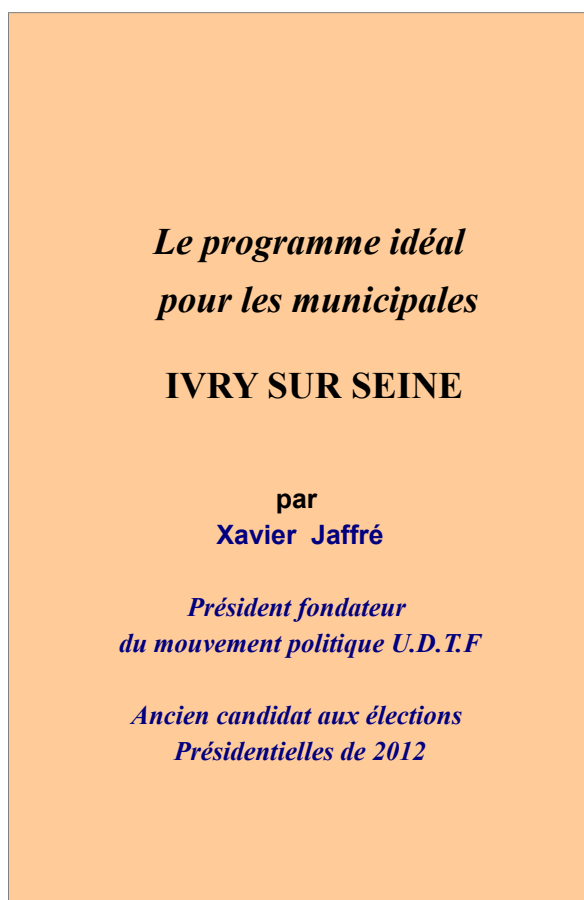 Le programme idéal
pour les municipales
IVRY SUR SEINE
par
Xavier Jaffré
Président fondateur
du mouvement politique U.D.T.F
Ancien candidat aux élections
Présidentielles de 2012